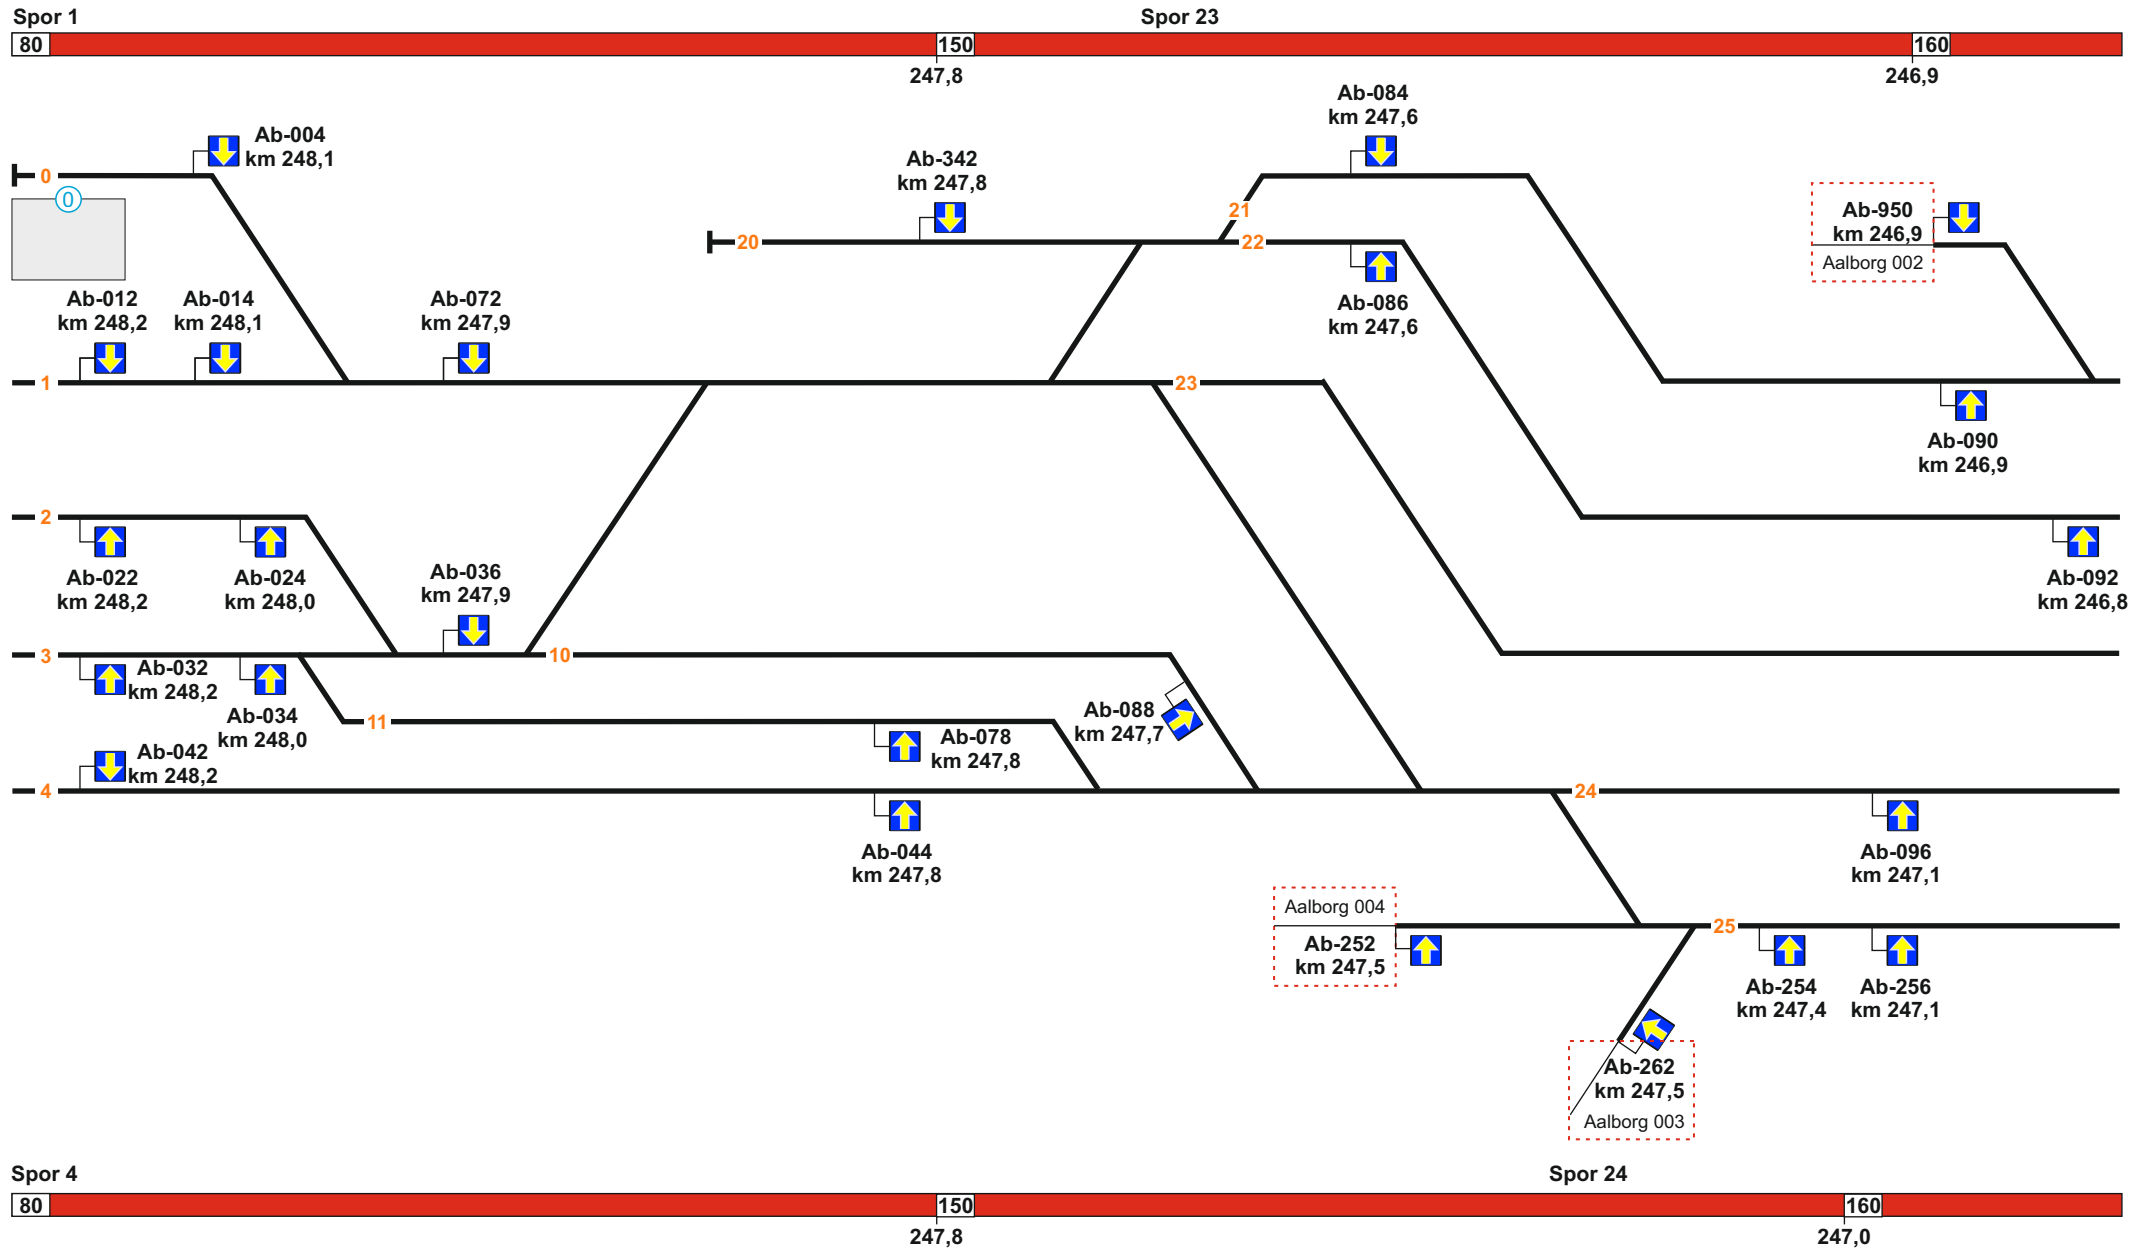 Spor 1
Spor 23
80
150
160
247,8
246,9
Ab-084
km 247,6
Ab-004
km 248,1
Ab-342
km 247,8
0
0
21
Ab-950
km 246,9
Aalborg 002
20
22
Ab-012
km 248,2
Ab-014
km 248,1
Ab-072
km 247,9
Ab-086
km 247,6
1
23
Ab-090
km 246,9
2
Ab-022
km 248,2
Ab-024
km 248,0
Ab-036
km 247,9
Ab-092
km 246,8
3
10
Ab-032
km 248,2
Ab-034
km 248,0
11
Ab-088
km 247,7
Ab-078
km 247,8
Ab-042
km 248,2
4
24
Ab-044
km 247,8
Ab-096
km 247,1
Aalborg 004
Ab-252
km 247,5
25
Ab-254
km 247,4
Ab-256
km 247,1
Ab-262
km 247,5
Aalborg 003
Spor 4
Spor 24
80
150
160
247,8
247,0